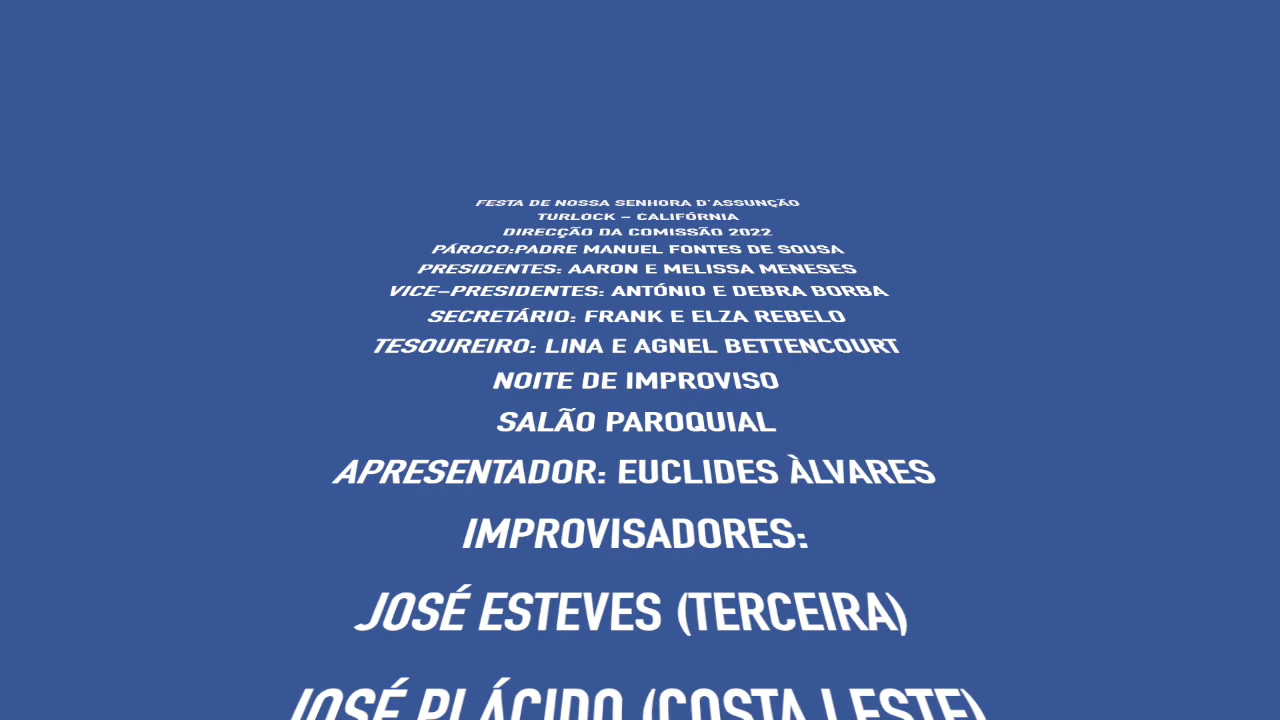 FESTA DE NOSSA SENHORA D'ASSUNÇÃO
TURLOCK – CALIFÓRNIA
DIRECÇÃO DA COMISSÃO 2022
PÁROCO:PADRE MANUEL FONTES DE SOUSA
PRESIDENTES: AARON E MELISSA MENESES
VICE–PRESIDENTES: ANTÓNIO E DEBRA BORBA
SECRETÁRIO: FRANK E ELZA REBELO
TESOUREIRO: LINA E AGNEL BETTENCOURT
NOITE DE IMPROVISO
SALÃO PAROQUIAL
APRESENTADOR: EUCLIDES ÀLVARES
IMPROVISADORES:
JOSÉ ESTEVES (TERCEIRA)
JOSÉ PLÁCIDO (COSTA LESTE)